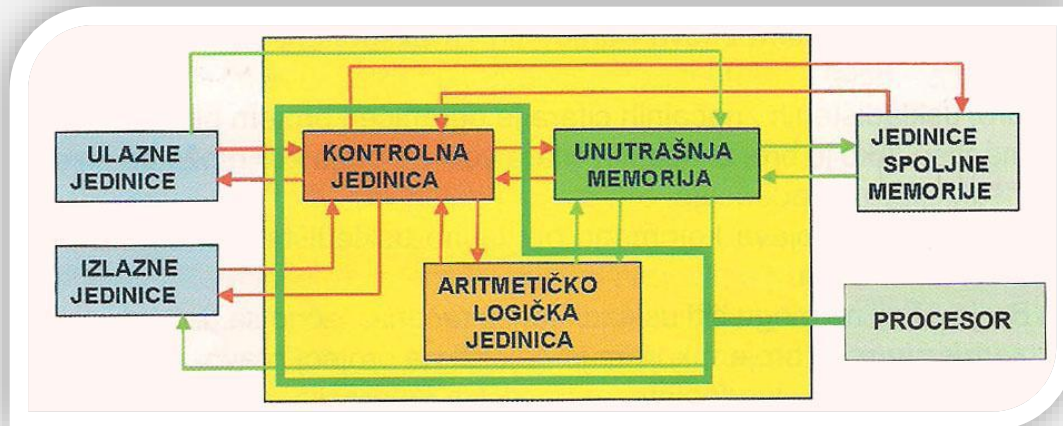 ULAZNE
JEDINICE
KONTROLNA
JEDINICA
UNUTRAŠNJA
MEMORIJA
JEDINICE
SPOLJNE
MEMORIJE
IZLAZNE
JEDINICE
ARITMETIČKO
LOGIČKA
JEDINICA
PROCESOR